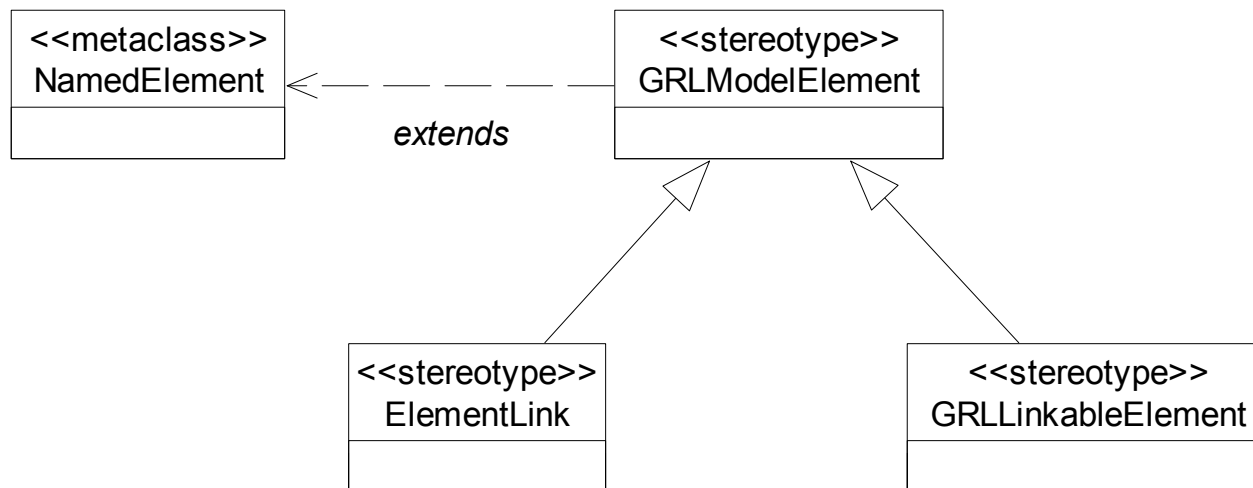 <<metaclass>>
NamedElement
<<stereotype>>
GRLModelElement
extends
<<stereotype>>
ElementLink
<<stereotype>>
GRLLinkableElement